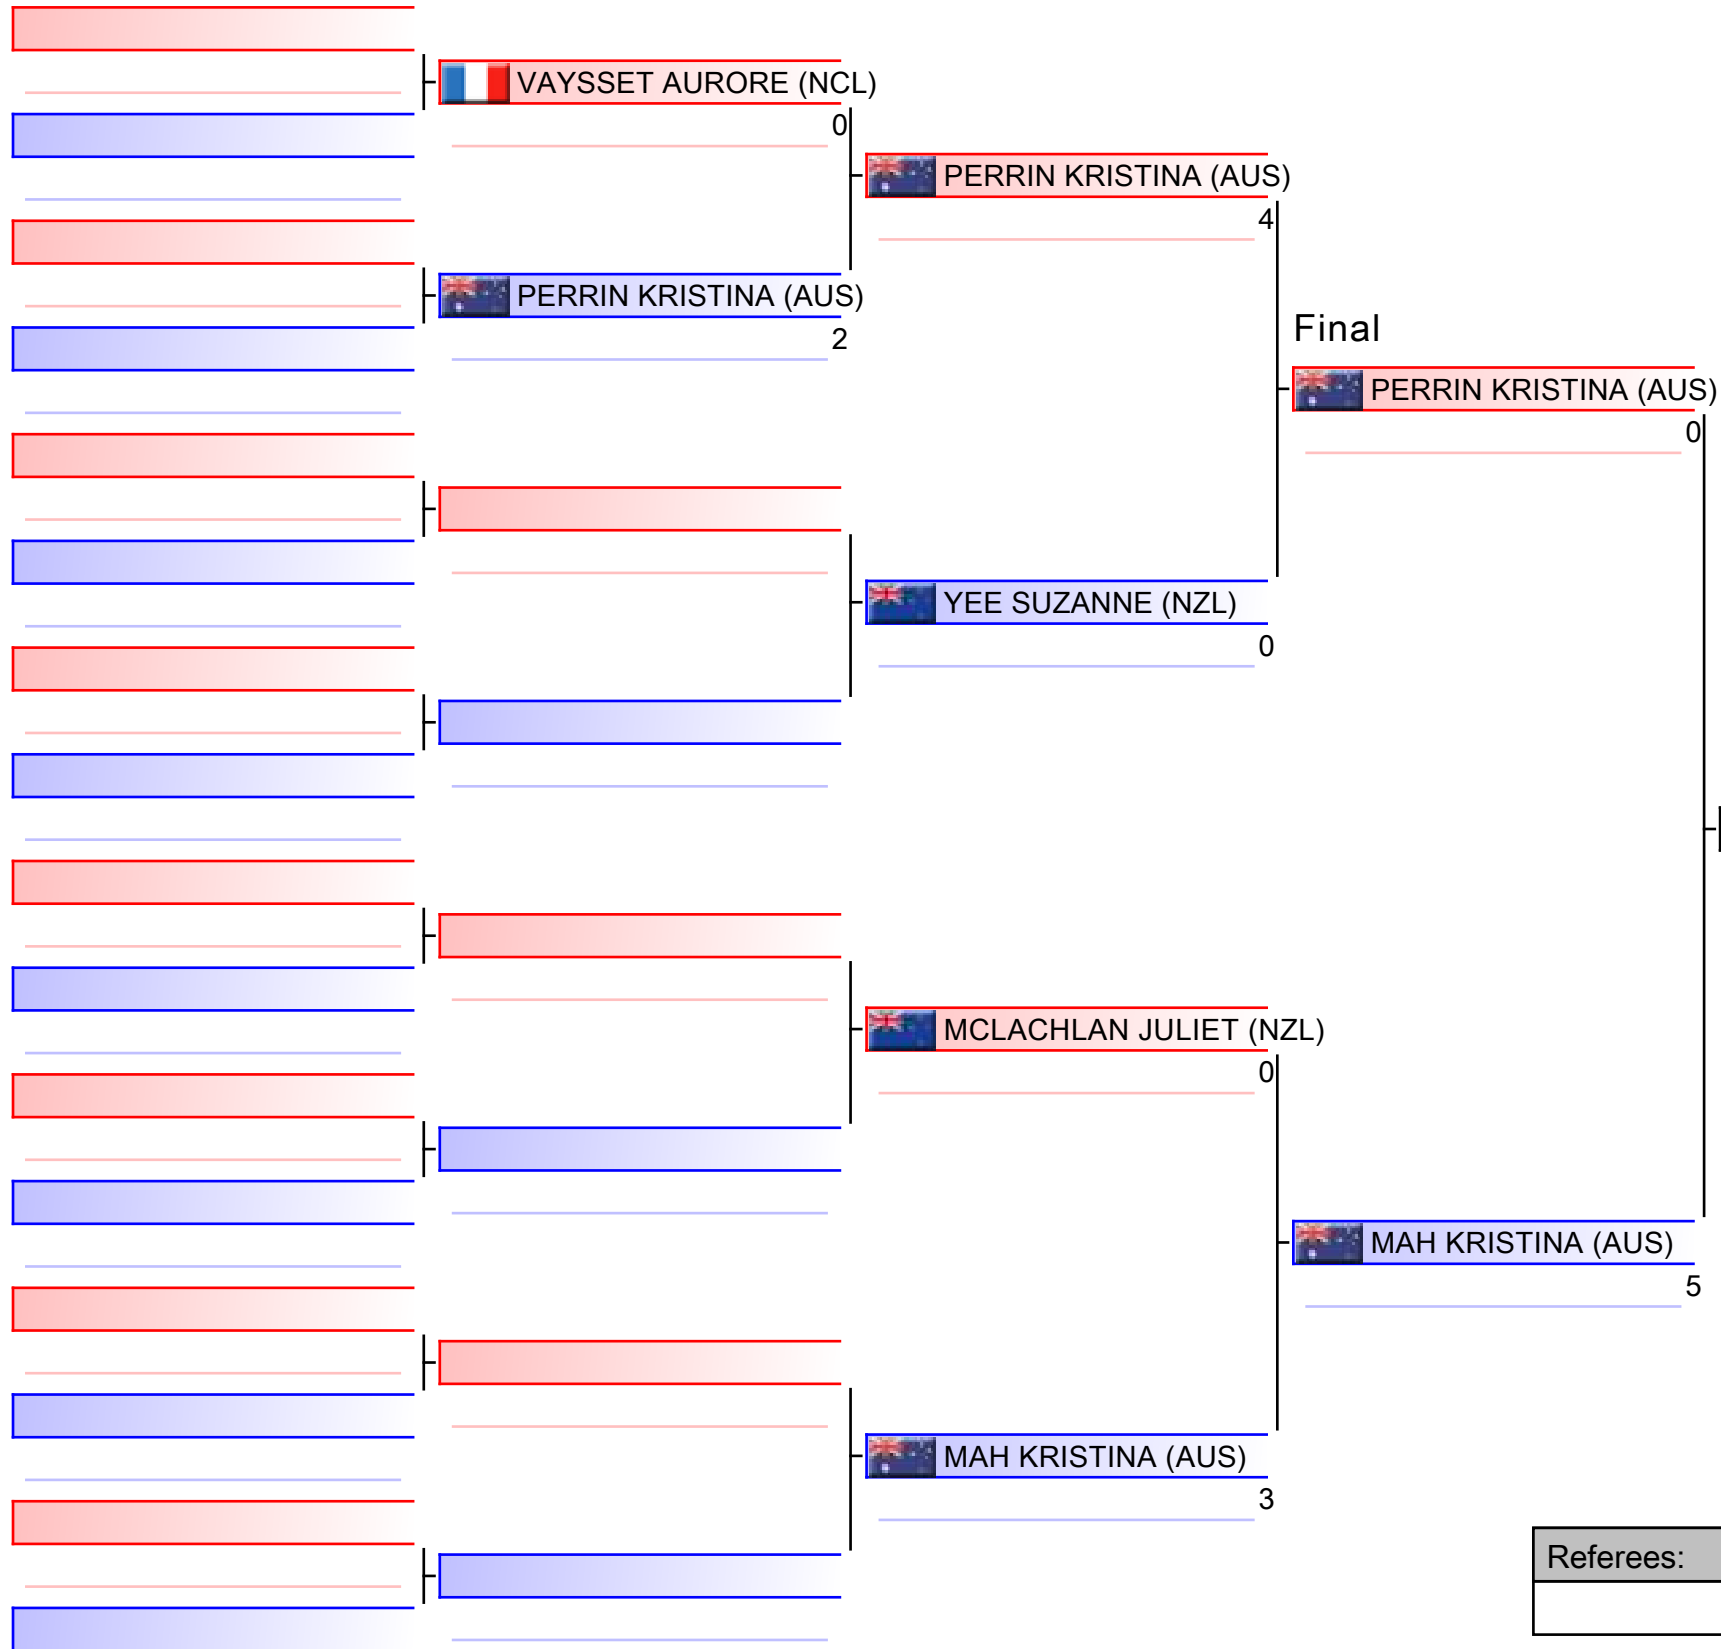 VAYSSET AURORE (NCL)
0
PERRIN KRISTINA (AUS)
4
PERRIN KRISTINA (AUS)
2
Final
PERRIN KRISTINA (AUS)
0
YEE SUZANNE (NZL)
0
MCLACHLAN JULIET (NZL)
0
MAH KRISTINA (AUS)
5
MAH KRISTINA (AUS)
3
Referees: